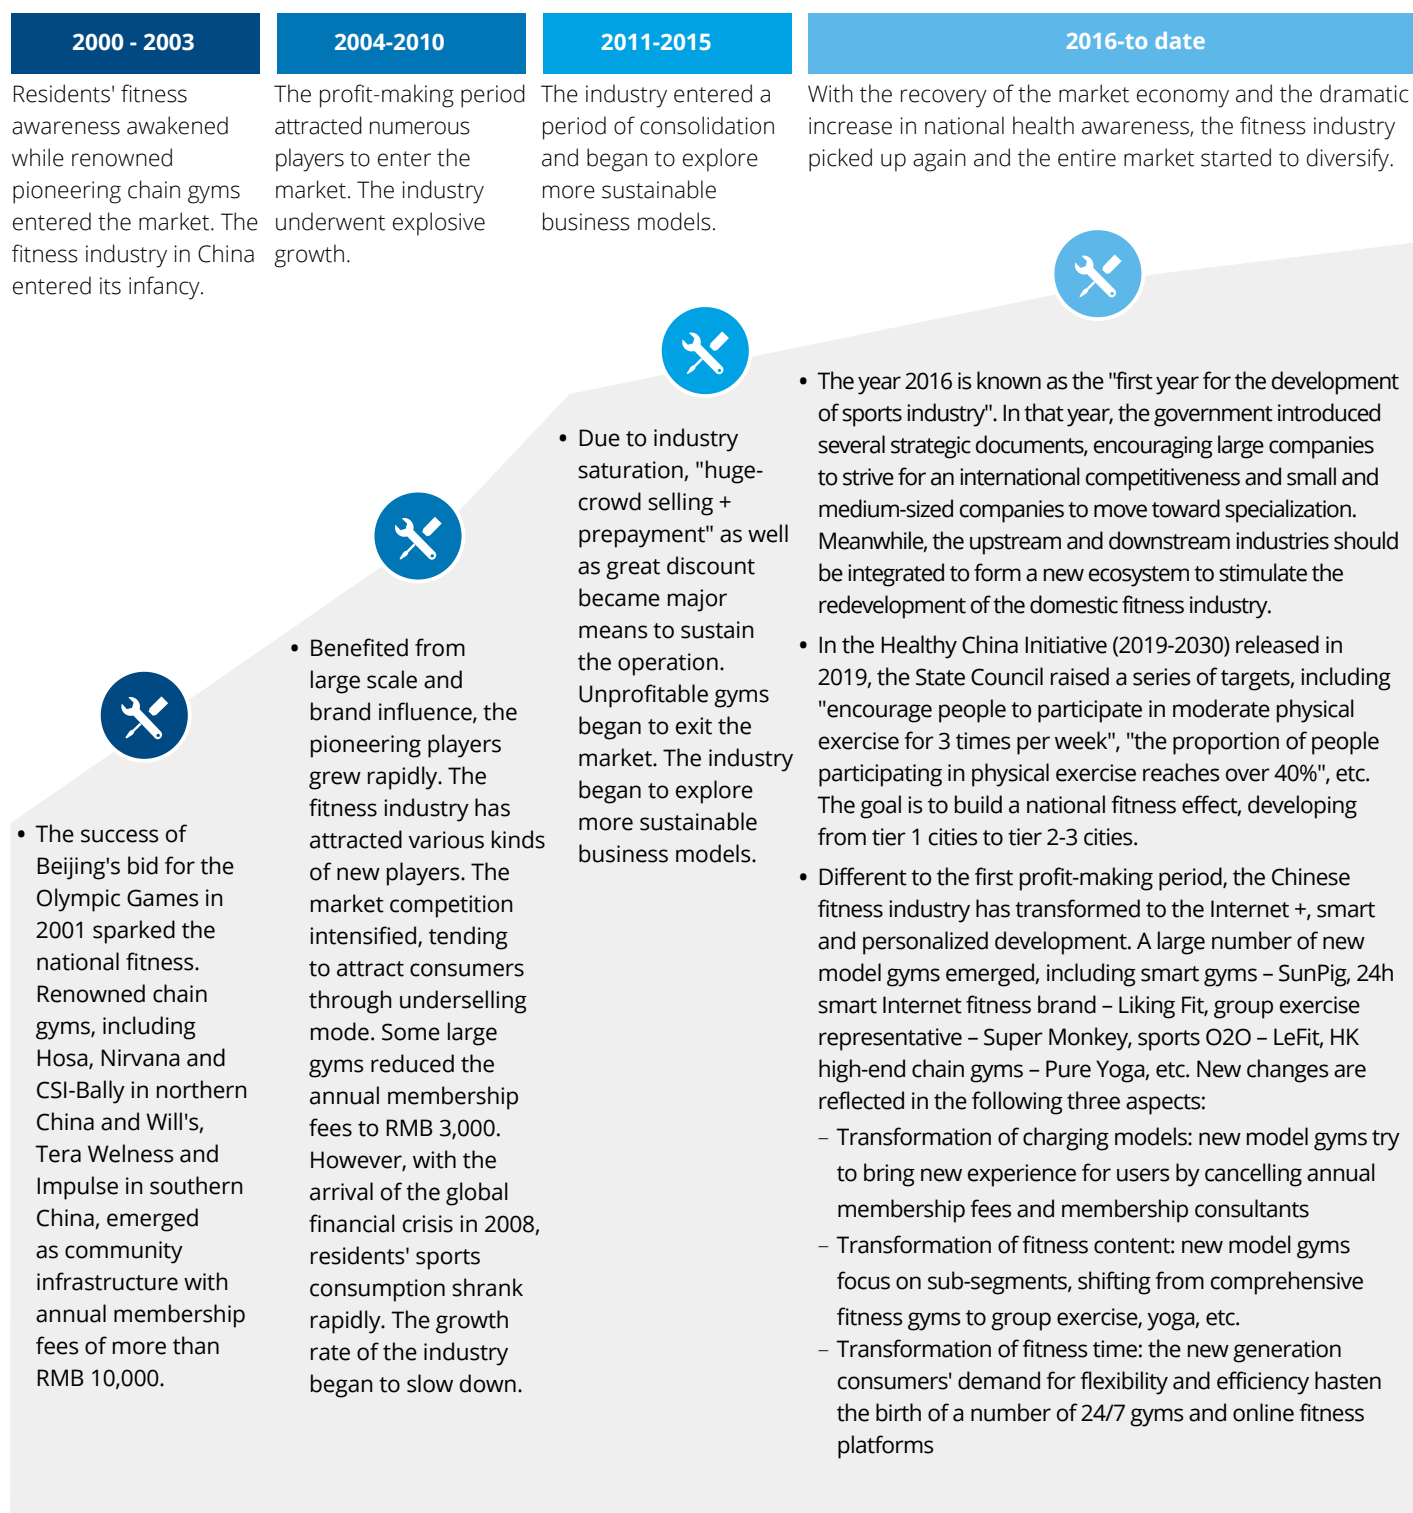 2000 - 2003
Residents' fitness
awareness awakened
while renowned
pioneering chain gyms
entered the market. The
fitness industry in China
entered its infancy.
2004-2010
The profit-making period
attracted numerous
players to enter the
market. The industry
underwent explosive
growth.
2011-2015
The industry entered a
period of consolidation
and began to explore
more sustainable
business models.
2016-to date
With the recovery of the market economy and the dramatic
increase in national health awareness, the fitness industry
picked up again and the entire market started to diversify.
• The success of
Beijing's bid for the
Olympic Games in
2001 sparked the
national fitness.
Renowned chain
gyms, including
Hosa, Nirvana and
CSI-Bally in northern
China and Will's,
Tera Welness and
Impulse in southern
China, emerged
as community
infrastructure with
annual membership
fees of more than
RMB 10,000.
• Benefited from
large scale and
brand influence, the
pioneering players
grew rapidly. The
fitness industry has
attracted various kinds
of new players. The
market competition
intensified, tending
to attract consumers
through underselling
mode. Some large
gyms reduced the
annual membership
fees to RMB 3,000.
However, with the
arrival of the global
financial crisis in 2008,
residents' sports
consumption shrank
rapidly. The growth
rate of the industry
began to slow down.
• Due to industry
saturation, "huge-
crowd selling +
prepayment" as well
as great discount
became major
means to sustain
the operation.
Unprofitable gyms
began to exit the
market. The industry
began to explore
more sustainable
business models.
• The year 2016 is known as the "first year for the development
of sports industry". In that year, the government introduced
several strategic documents, encouraging large companies
to strive for an international competitiveness and small and
medium-sized companies to move toward specialization.
Meanwhile, the upstream and downstream industries should
be integrated to form a new ecosystem to stimulate the
redevelopment of the domestic fitness industry.
• In the Healthy China Initiative (2019-2030) released in
2019, the State Council raised a series of targets, including
"encourage people to participate in moderate physical
exercise for 3 times per week", "the proportion of people
participating in physical exercise reaches over 40%", etc.
The goal is to build a national fitness effect, developing
from tier 1 cities to tier 2-3 cities.
• Different to the first profit-making period, the Chinese
fitness industry has transformed to the Internet +, smart
and personalized development. A large number of new
model gyms emerged, including smart gyms – SunPig, 24h
smart Internet fitness brand – Liking Fit, group exercise
representative – Super Monkey, sports O2O – LeFit, HK
high-end chain gyms – Pure Yoga, etc. New changes are
reflected in the following three aspects:
– Transformation of charging models: new model gyms try
to bring new experience for users by cancelling annual
membership fees and membership consultants
– Transformation of fitness content: new model gyms
focus on sub-segments, shifting from comprehensive
fitness gyms to group exercise, yoga, etc.
– Transformation of fitness time: the new generation
consumers' demand for flexibility and efficiency hasten
the birth of a number of 24/7 gyms and online fitness
platforms